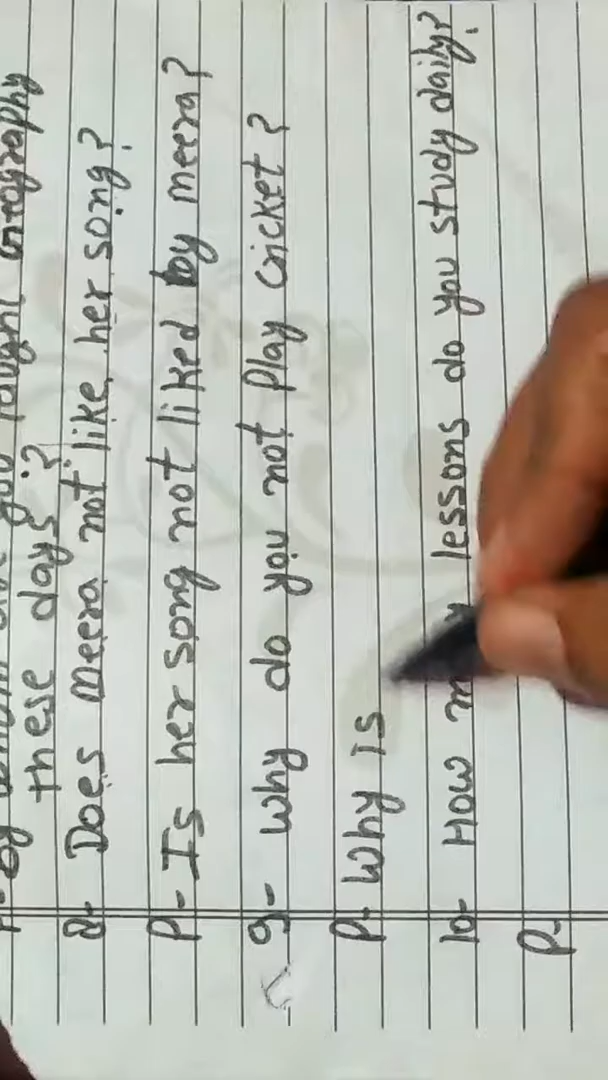 these days?
8- Does Meera not like her song?
P- Is her song not liked by meera?
9- Why do you not Play cricket?
P- Why is
10- How lessons do you study daily?
P-